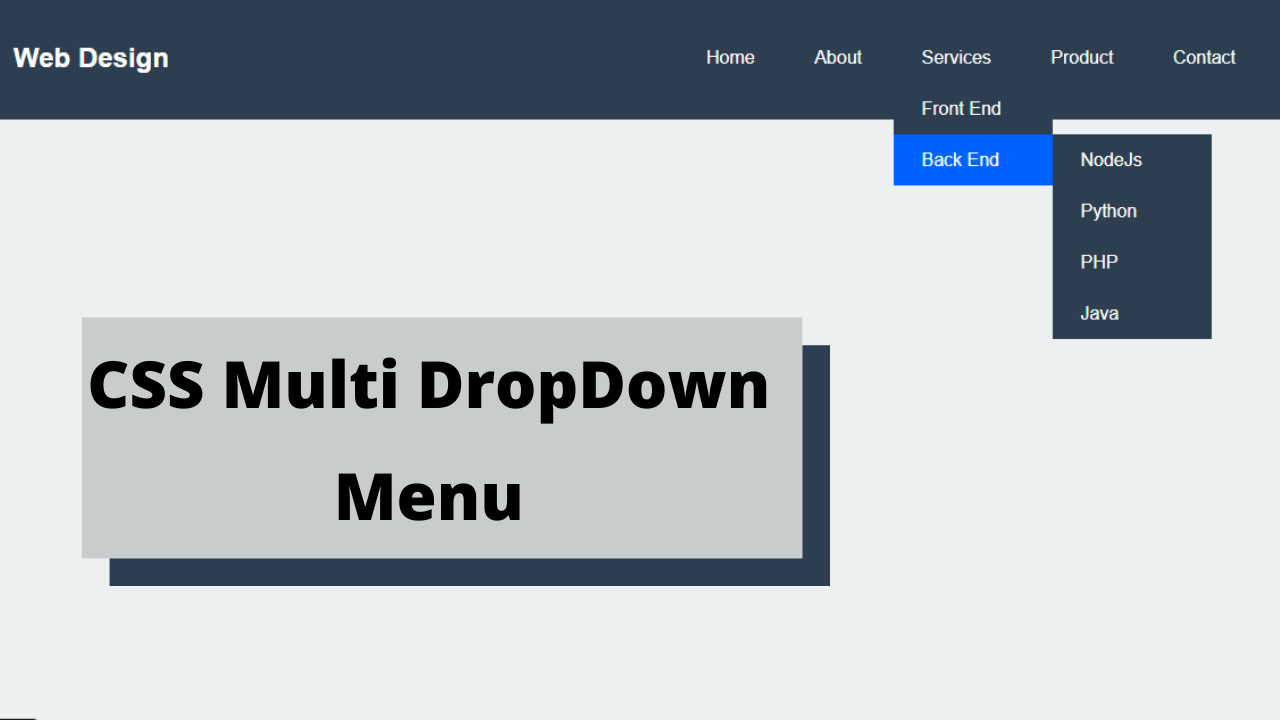 Web Design
Home About Services Product Contact
Front End
Back End
NodeJs
Python
PHP
Java
CSS Multi DropDown
Menu